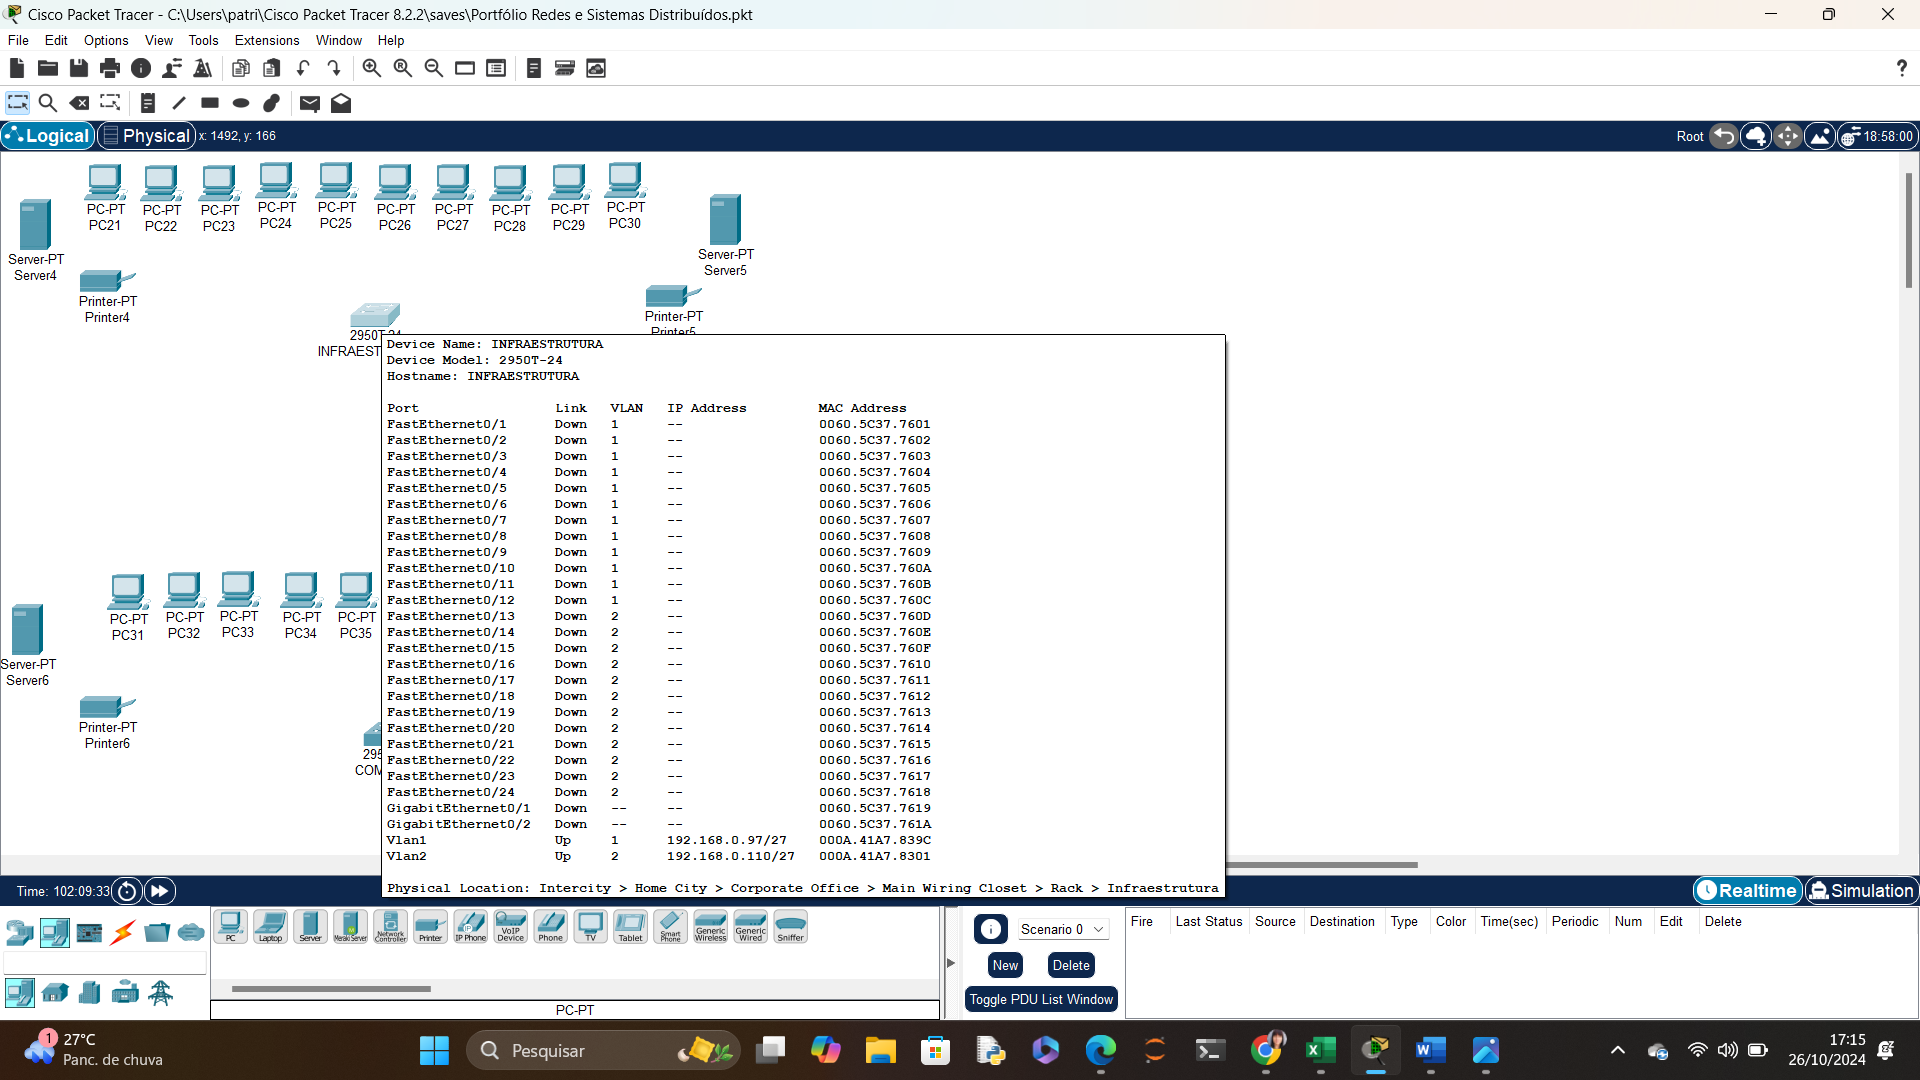 Cisco Packet Tracer - C:\Users\patri\Cisco Packet Tracer 8.2.2\saves\Portfólio Redes e Sistemas Distribuídos.pkt
File Edit Options View Tools Extensions Window Help
?
Logical Physical x: 1492, y: 166 Root 18:58:00
PC-PT PC-PT PC-PT PC-PT PC-PT PC-PT PC-PT PC-PT PC-PT PC-PT
PC21 PC22 PC23 PC24 PC25 PC26 PC27 PC28 PC29 PC30
Server-PT Server-PT
Server4 Server5
Printer-PT Printer-PT
Printer4 Printer5
2950T-24
INFRAEST
Device Name: INFRAESTRUTURA
Device Model: 2950T-24
Hostname: INFRAESTRUTURA
Port Link VLAN IP Address MAC Address
FastEthernet0/1 Down 1 -- 0060.5C37.7601
FastEthernet0/2 Down 1 -- 0060.5C37.7602
FastEthernet0/3 Down 1 -- 0060.5C37.7603
FastEthernet0/4 Down 1 -- 0060.5C37.7604
FastEthernet0/5 Down 1 -- 0060.5C37.7605
FastEthernet0/6 Down 1 -- 0060.5C37.7606
FastEthernet0/7 Down 1 -- 0060.5C37.7607
FastEthernet0/8 Down 1 -- 0060.5C37.7608
FastEthernet0/9 Down 1 -- 0060.5C37.7609
FastEthernet0/10 Down 1 -- 0060.5C37.760A
FastEthernet0/11 Down 1 -- 0060.5C37.760B
FastEthernet0/12 Down 1 -- 0060.5C37.760C
FastEthernet0/13 Down 2 -- 0060.5C37.760D
FastEthernet0/14 Down 2 -- 0060.5C37.760E
FastEthernet0/15 Down 2 -- 0060.5C37.760F
FastEthernet0/16 Down 2 -- 0060.5C37.7610
FastEthernet0/17 Down 2 -- 0060.5C37.7611
FastEthernet0/18 Down 2 -- 0060.5C37.7612
FastEthernet0/19 Down 2 -- 0060.5C37.7613
FastEthernet0/20 Down 2 -- 0060.5C37.7614
FastEthernet0/21 Down 2 -- 0060.5C37.7615
FastEthernet0/22 Down 2 -- 0060.5C37.7616
FastEthernet0/23 Down 2 -- 0060.5C37.7617
FastEthernet0/24 Down 2 -- 0060.5C37.7618
GigabitEthernet0/1 Down -- -- 0060.5C37.7619
GigabitEthernet0/2 Down -- -- 0060.5C37.761A
Vlan1 Up 1 192.168.0.97/27 000A.41A7.839C
Vlan2 Up 2 192.168.0.110/27 000A.41A7.8301
Physical Location: Intercity > Home City > Corporate Office > Main Wiring Closet > Rack > Infraestrutura
PC-PT PC-PT PC-PT PC-PT PC-PT
PC31 PC32 PC33 PC34 PC35
Server-PT
Server6
Printer-PT
Printer6
295
COM
Time: 102:09:33 Realtime Simulation
PC Laptop Server MerakiServer Network Controller Printer IP Phone VoIP Device Phone TV Tablet Smart Phone Generic Wireless Generic Wired Sniffer
PC-PT
Scenario 0
New Delete
Toggle PDU List Window
Fire Last Status Source Destination Type Color Time(sec) Periodic Num Edit Delete
1
27°C
Panc. de chuva
Pesquisar
17:15
26/10/2024